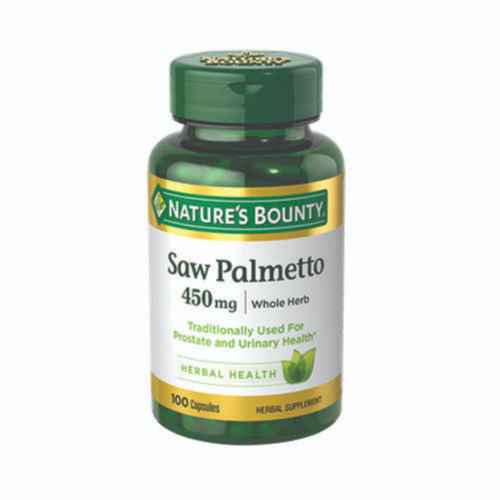 NATURE'S BOUNTY®
Saw Palmetto
450mg | Whole Herb
Traditionally Used For
Prostate and Urinary Health*
HERBAL HEALTH
100 Capsules HERBAL SUPPLEMENT